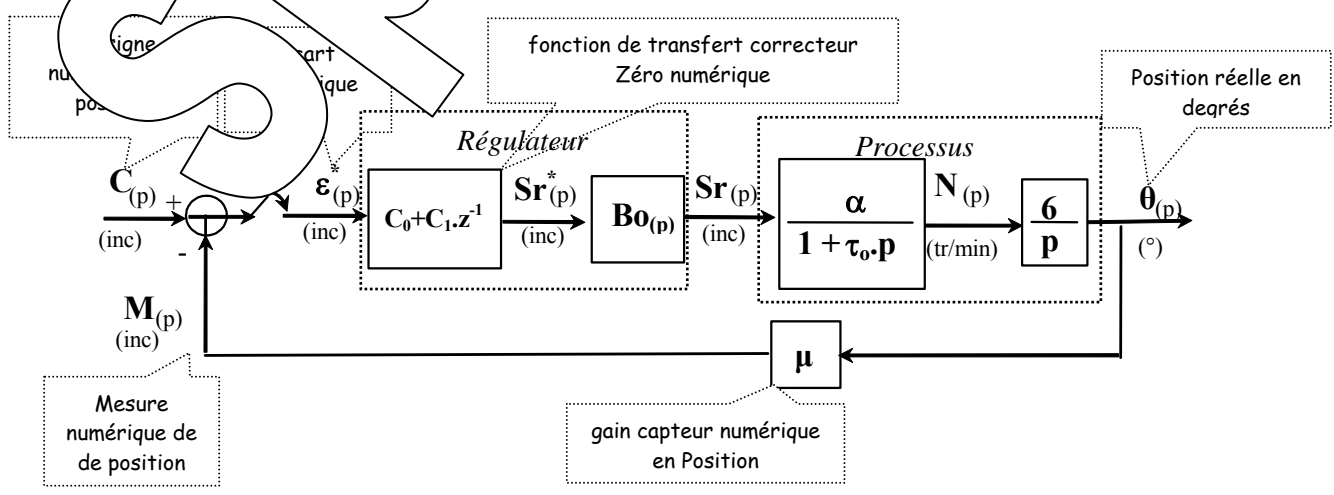 fonction de transfert correcteur
Zéro numérique
Position réelle en
degrés
Régulateur
Processus
C(p)
+
(inc)
-
ε*(p)
(inc)
C₀+C₁.z⁻¹
Sr*(p)
(inc)
Bo(p)
Sr(p)
(inc)
α
1 + τₒ.p
N(p)
(tr/min)
6
p
θ(p)
(°)
M(p)
(inc)
μ
Mesure
numérique de
de position
gain capteur numérique
en Position